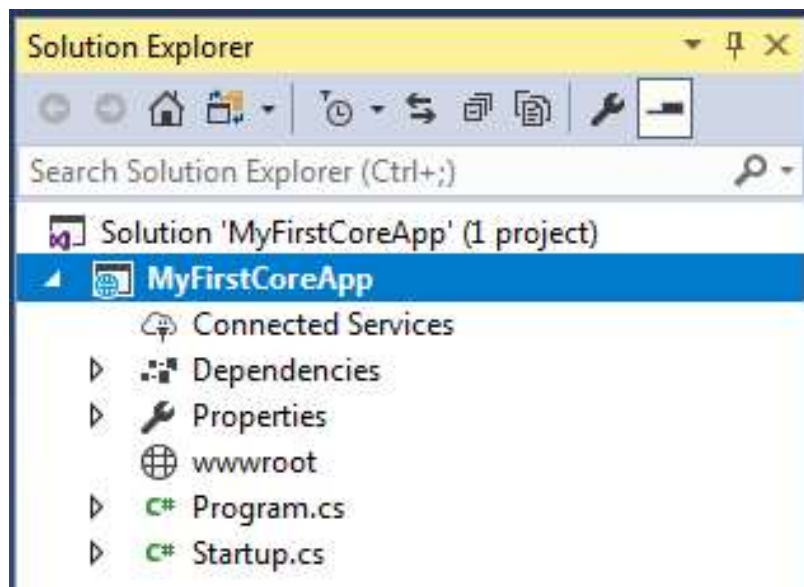 Solution Explorer
Search Solution Explorer (Ctrl+;)
Solution 'MyFirstCoreApp' (1 project)
MyFirstCoreApp
Connected Services
Dependencies
Properties
wwwroot
C# Program.cs
C# Startup.cs